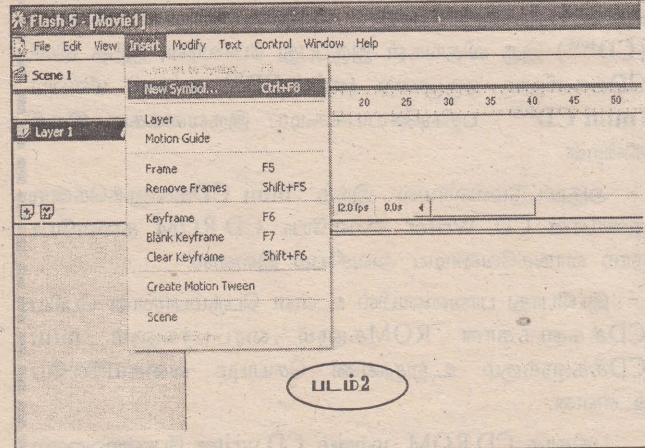 Flash 5 - [Movie1]
File Edit View Insert Modify Text Control Window Help
Scene 1
New Symbol... Ctrl+F8
20 25 30 35 40 45 50
Layer
Layer 1
Motion Guide
Frame F5
Remove Frames Shift+F5
12.0 fps 0.0s
Keyframe F6
Blank Keyframe F7
Clear Keyframe Shift+F6
Create Motion Tween
Scene
படம்2